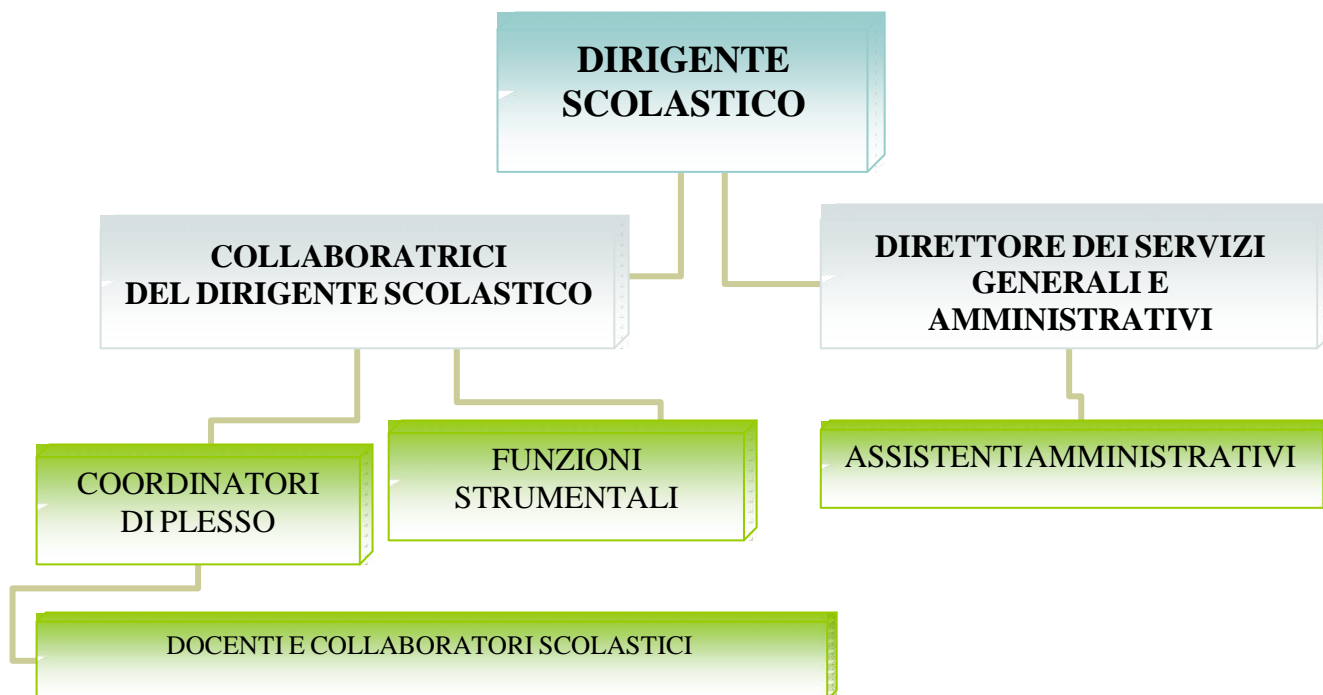 DIRIGENTE
SCOLASTICO
COLLABORATRICI
DEL DIRIGENTE SCOLASTICO
DIRETTORE DEI SERVIZI
GENERALI E
AMMINISTRATIVI
COORDINATORI
DI PLESSO
FUNZIONI
STRUMENTALI
ASSISTENTI AMMINISTRATIVI
DOCENTI E COLLABORATORI SCOLASTICI